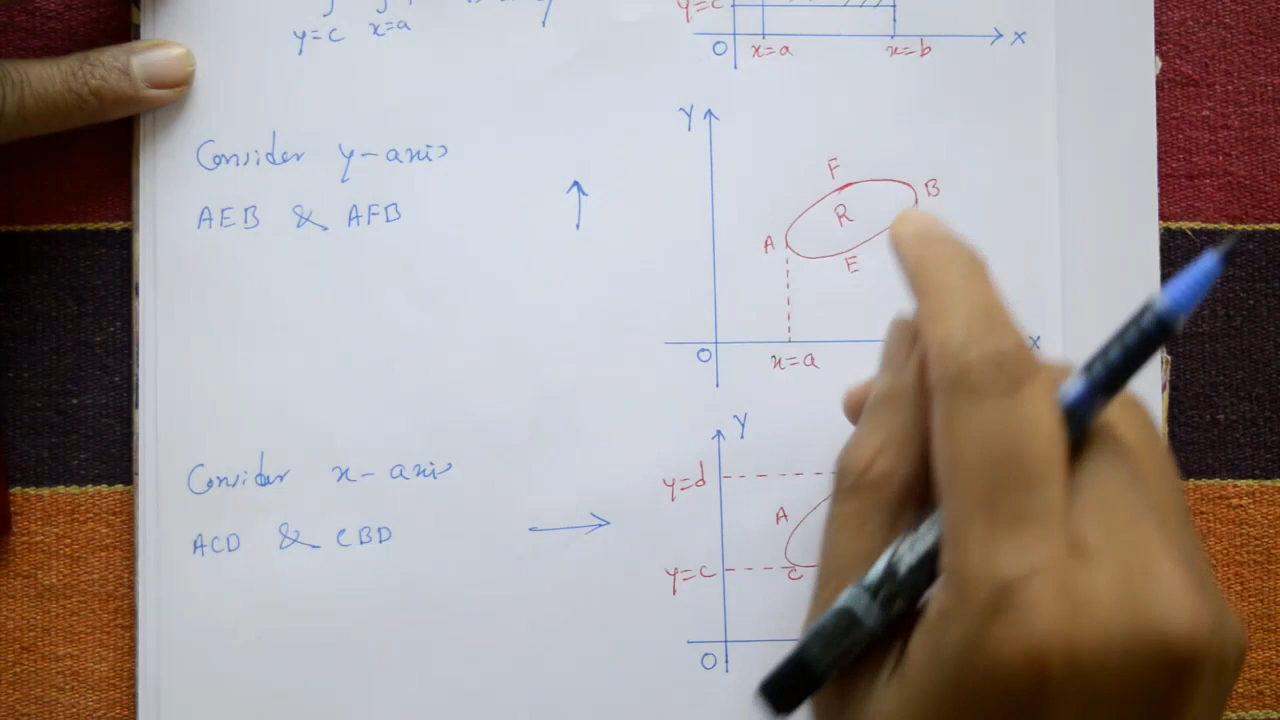 y=c x=a
y=c
O x=a x=b X
Y
Consider y-axis
F
B
AEB & AFB
R
A
E
O x=a X
Y
Consider x-axis
y=d
A
ACD & CBD
y=c C
O